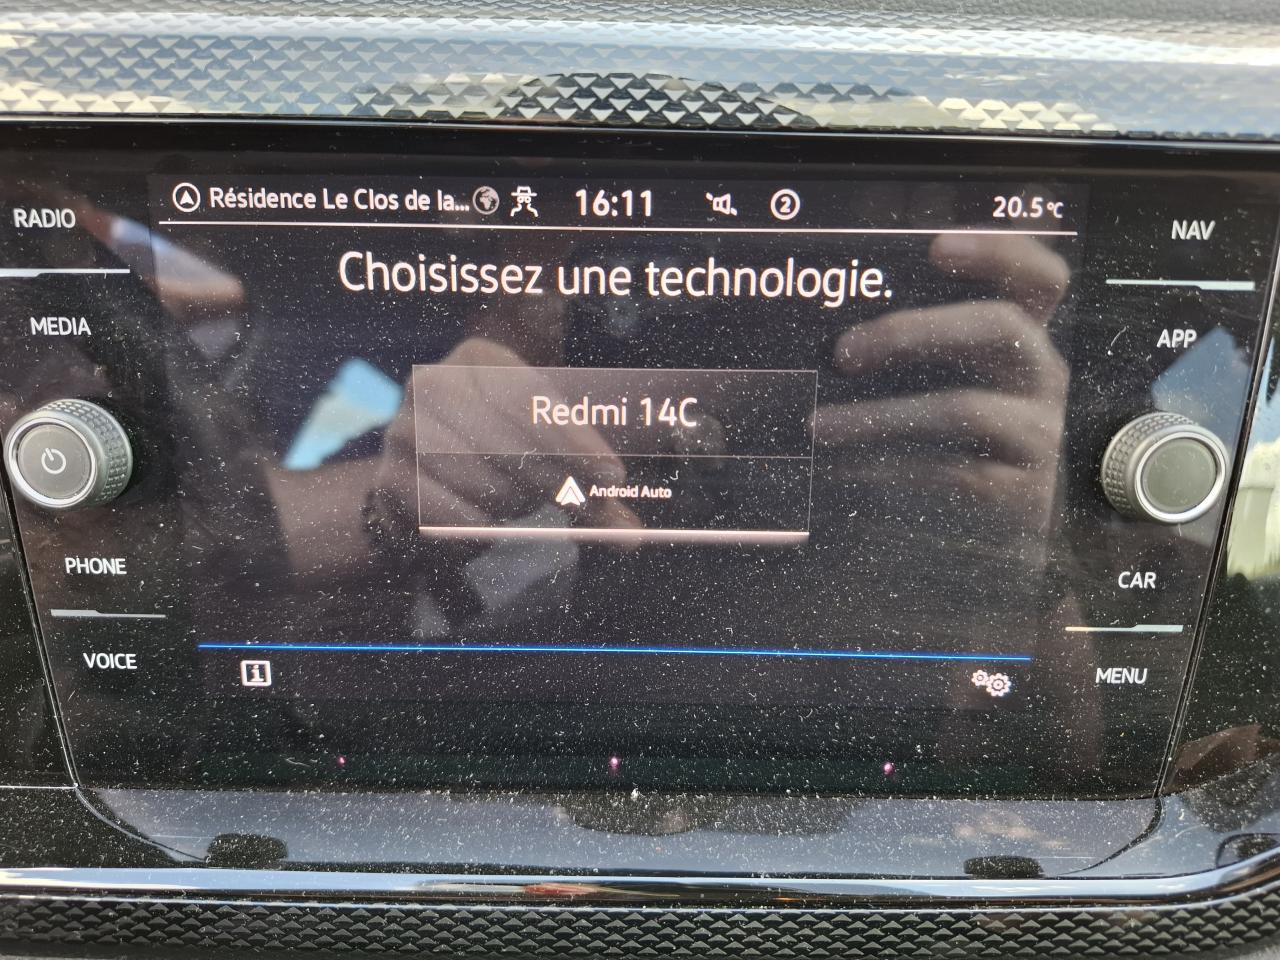 RADIO
MEDIA
PHONE
VOICE
Résidence Le Clos de la...
16:11
2
20.5°C
Choisissez une technologie.
Redmi 14C
Android Auto
i
NAV
APP
CAR
MENU